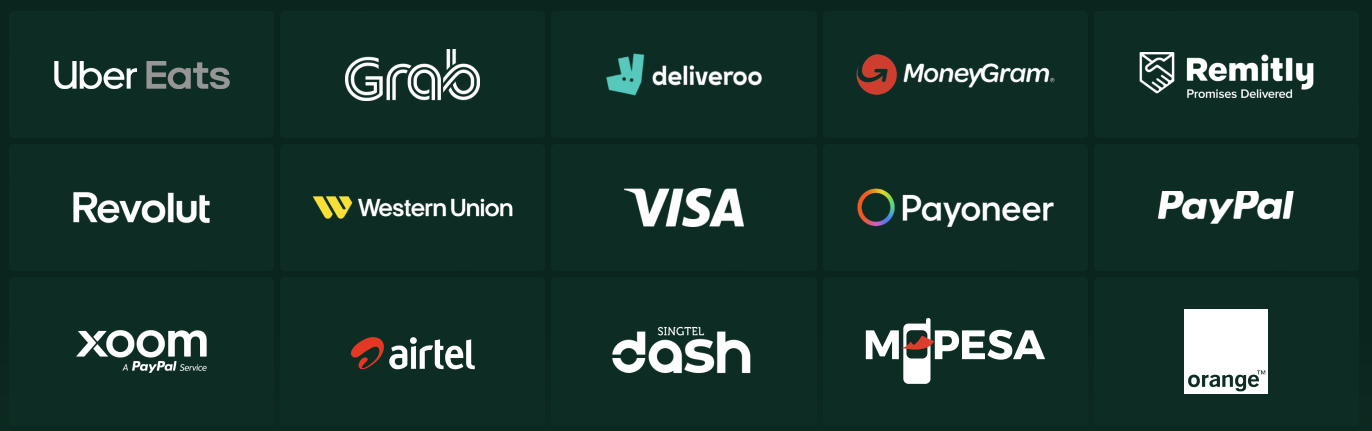 Uber Eats
Grab
deliveroo
MoneyGram®
Remitly
Promises Delivered
Revolut
Western Union
VISA
Payoneer
PayPal
xoom
A PayPal Service
airtel
SINGTEL
dash
M-PESA
orange™